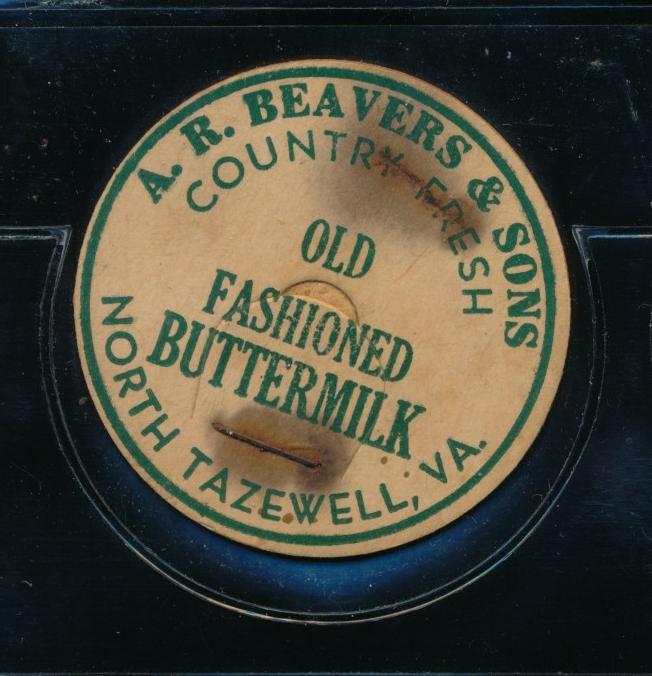 A. R. BEAVERS & SONS
COUNTRY FRESH
OLD
FASHIONED
BUTTERMILK
NORTH TAZEWELL, VA.